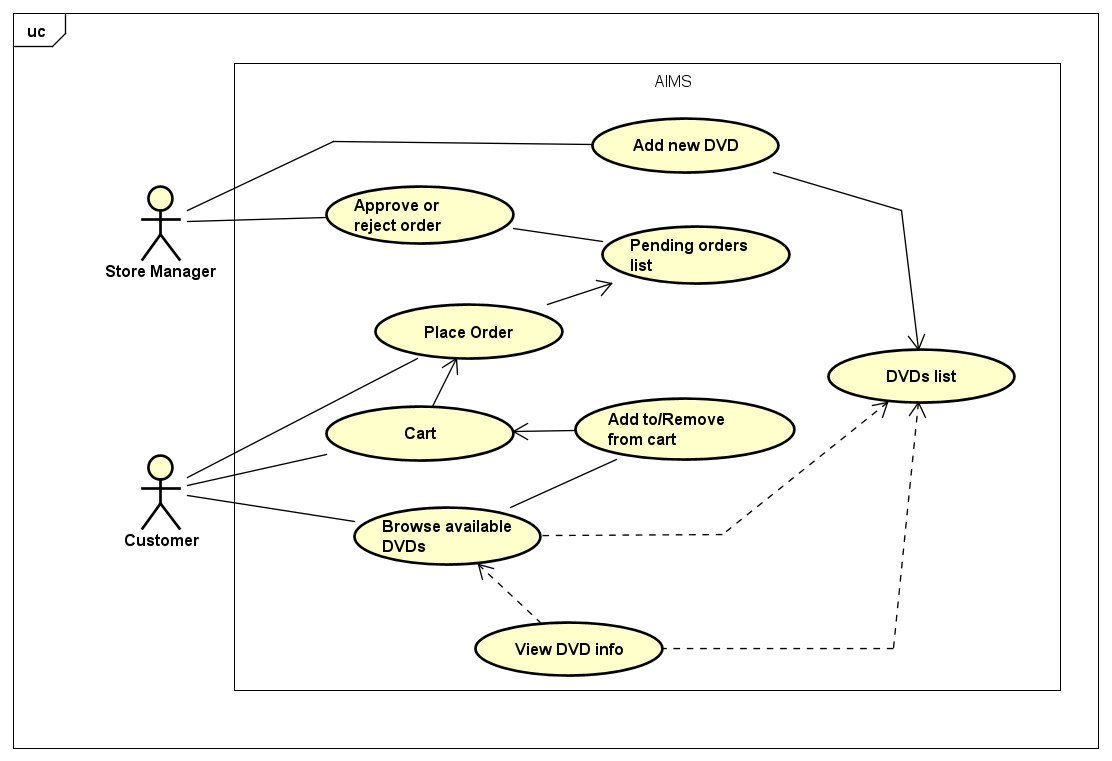 uc
AIMS
Add new DVD
Approve or
reject order
Pending orders
list
Store Manager
Place Order
DVDs list
Cart
Add to/Remove
from cart
Browse available
DVDs
Customer
View DVD info